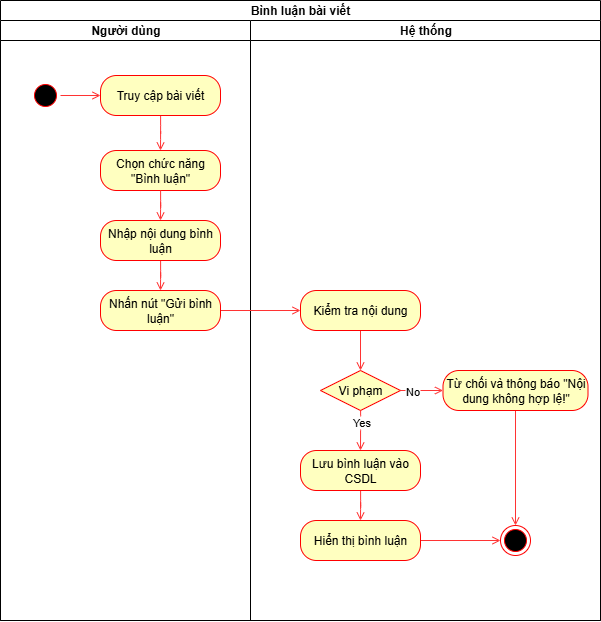 Bình luận bài viết
Người dùng
Hệ thống
Truy cập bài viết
Chọn chức năng
"Bình luận"
Nhập nội dung bình
luận
Nhấn nút "Gửi bình
luận"
Kiểm tra nội dung
Vi phạm
No
Từ chối và thông báo "Nội
dung không hợp lệ!"
Yes
Lưu bình luận vào
CSDL
Hiển thị bình luận